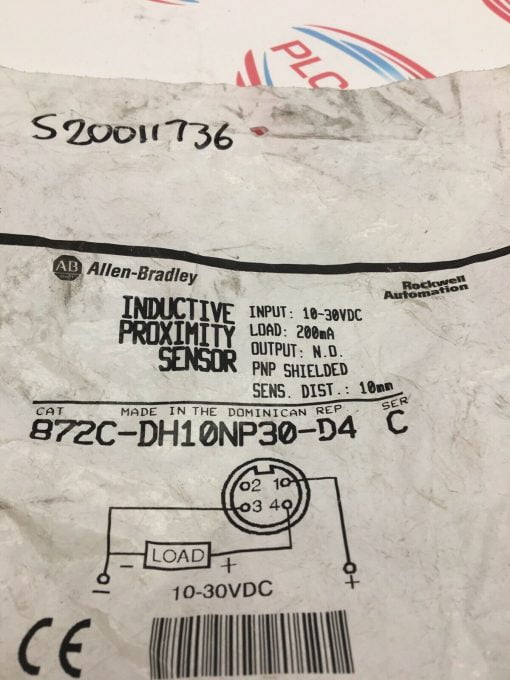 PLC
S20011736
AB Allen-Bradley
Rockwell Automation
INDUCTIVE PROXIMITY SENSOR
INPUT: 10-30VDC
LOAD: 200mA
OUTPUT: N.O.
PNP SHIELDED
SENS. DIST.: 10mm
CAT MADE IN THE DOMINICAN REP SER
872C-DH10NP30-D4 C
2 1
3 4
LOAD
- +
- +
10-30VDC
CE